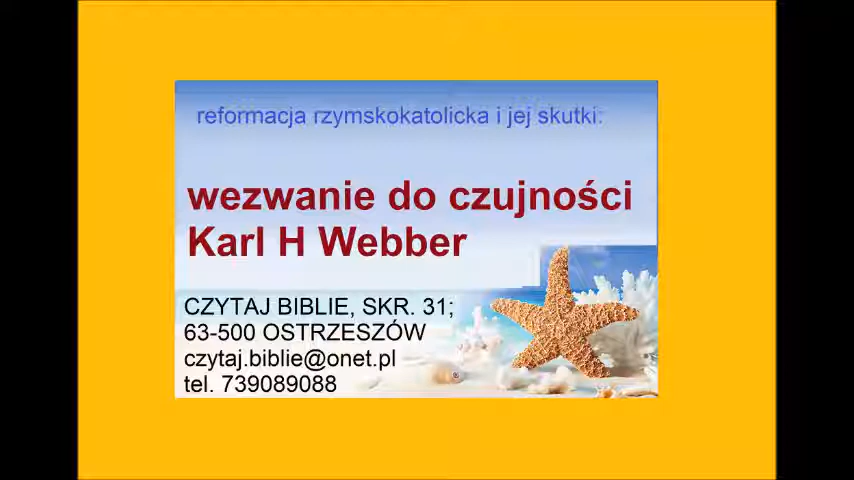 reformacja rzymskokatolicka i jej skutki:
wezwanie do czujności
Karl H Webber
CZYTAJ BIBLIE, SKR. 31;
63-500 OSTRZESZÓW
czytaj.biblie@onet.pl
tel. 739089088